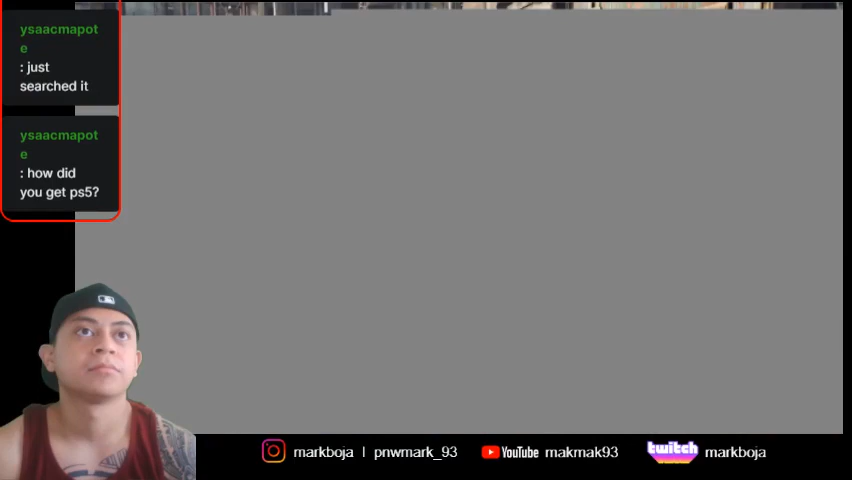 ysaacmapot
e
: just
searched it
ysaacmapot
e
: how did
you get ps5?
markboja | pnwmark_93 YouTube makmak93 twitch markboja